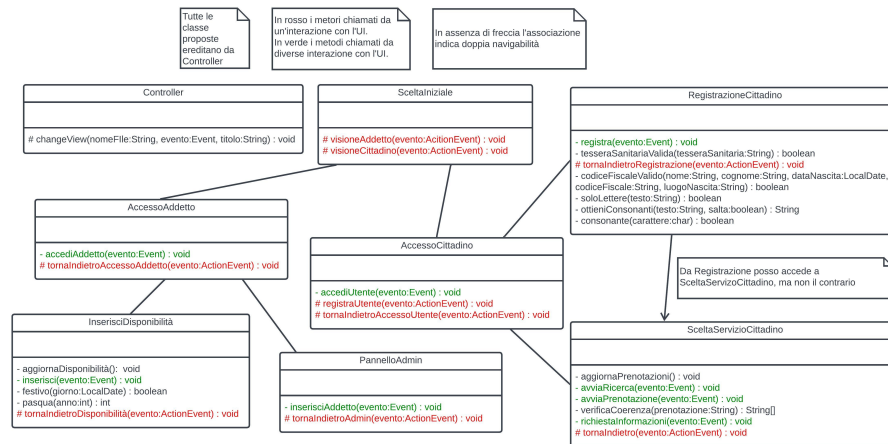 Tutte le
classe
proposte
ereditano da
Controller
In rosso i metori chiamati da
un'interazione con l'UI.
In verde i metodi chiamati da
diverse interazione con l'UI.
In assenza di freccia l'associazione
indica doppia navigabilità
Controller
# changeView(nomeFIle:String, evento:Event, titolo:String) : void
SceltaIniziale
# visioneAddetto(evento:AcitionEvent) : void
# visioneCittadino(evento:ActionEvent) : void
RegistrazioneCittadino
- registra(evento:Event) : void
- tesseraSanitariaValida(tesseraSanitaria:String) : boolean
# tornaIndietroRegistrazione(evento:ActionEvent) : void
- codiceFiscaleValido(nome:String, cognome:String, dataNascita:LocalDate,
codiceFiscale:String, luogoNascita:String) : boolean
- soloLettere(testo:String) : boolean
- ottieniConsonanti(testo:String, salta:boolean) : String
- consonante(carattere:char) : boolean
AccessoAddetto
- accediAddetto(evento:Event) : void
# tornaIndietroAccessoAddetto(evento:ActionEvent) : void
AccessoCittadino
- accediUtente(evento:Event) : void
# registraUtente(evento:ActionEvent) : void
# tornaIndietroAccessoUtente(evento:ActionEvent) : void
Da Registrazione posso accede a
SceltaServizoCittadino, ma non il contrario
InserisciDisponibilità
- aggiornaDisponibilità(): void
- inserisci(evento:Event) : void
- festivo(giorno:LocalDate) : boolean
- pasqua(anno:int) : int
# tornaIndietroDisponibilità(evento:ActionEvent) : void
PannelloAdmin
- inserisciAddetto(evento:Event) : void
# tornaIndietroAdmin(evento:ActionEvent) : void
SceltaServizioCittadino
- aggiornaPrenotazioni() : void
- avviaRicerca(evento:Event) : void
- avviaPrenotazione(evento:Event) : void
- verificaCoerenza(prenotazione:String) : String[]
- richiestaInformazioni(evento:Event) : void
# tornaIndietro(evento:ActionEvent) : void